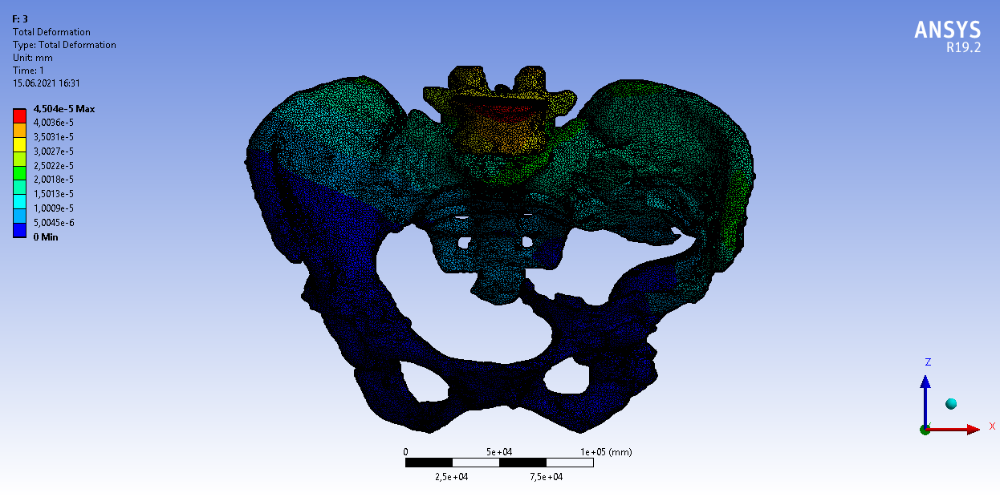 F: 3
Total Deformation
Type: Total Deformation
Unit: mm
Time: 1
15.06.2021 16:31
ANSYS
R19.2
4,504e-5 Max
4,0036e-5
3,5031e-5
3,0027e-5
2,5022e-5
2,0018e-5
1,5013e-5
1,0009e-5
5,0045e-6
0 Min
Z
X
0 5e+04 1e+05 (mm)
2,5e+04 7,5e+04